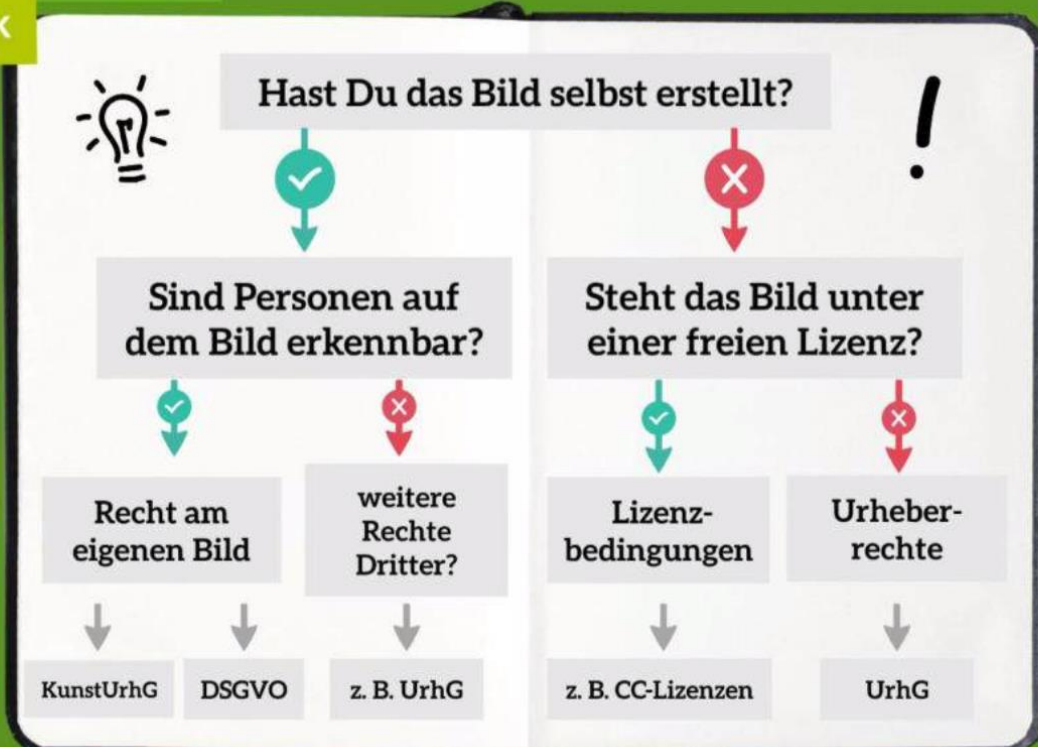 K
Hast Du das Bild selbst erstellt?
Sind Personen auf
dem Bild erkennbar?
Steht das Bild unter
einer freien Lizenz?
Recht am
eigenen Bild
weitere
Rechte
Dritter?
Lizenz-
bedingungen
Urheber-
rechte
KunstUrhG
DSGVO
z. B. UrhG
z. B. CC-Lizenzen
UrhG